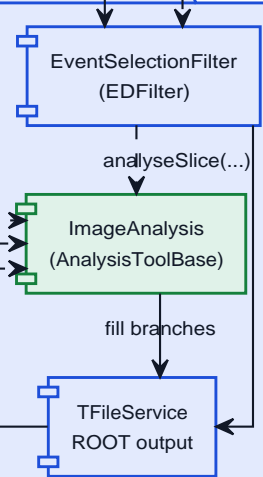 EventSelectionFilter
(EDFilter)
analyseSlice(...)
ImageAnalysis
(AnalysisToolBase)
fill branches
TFileService
ROOT output